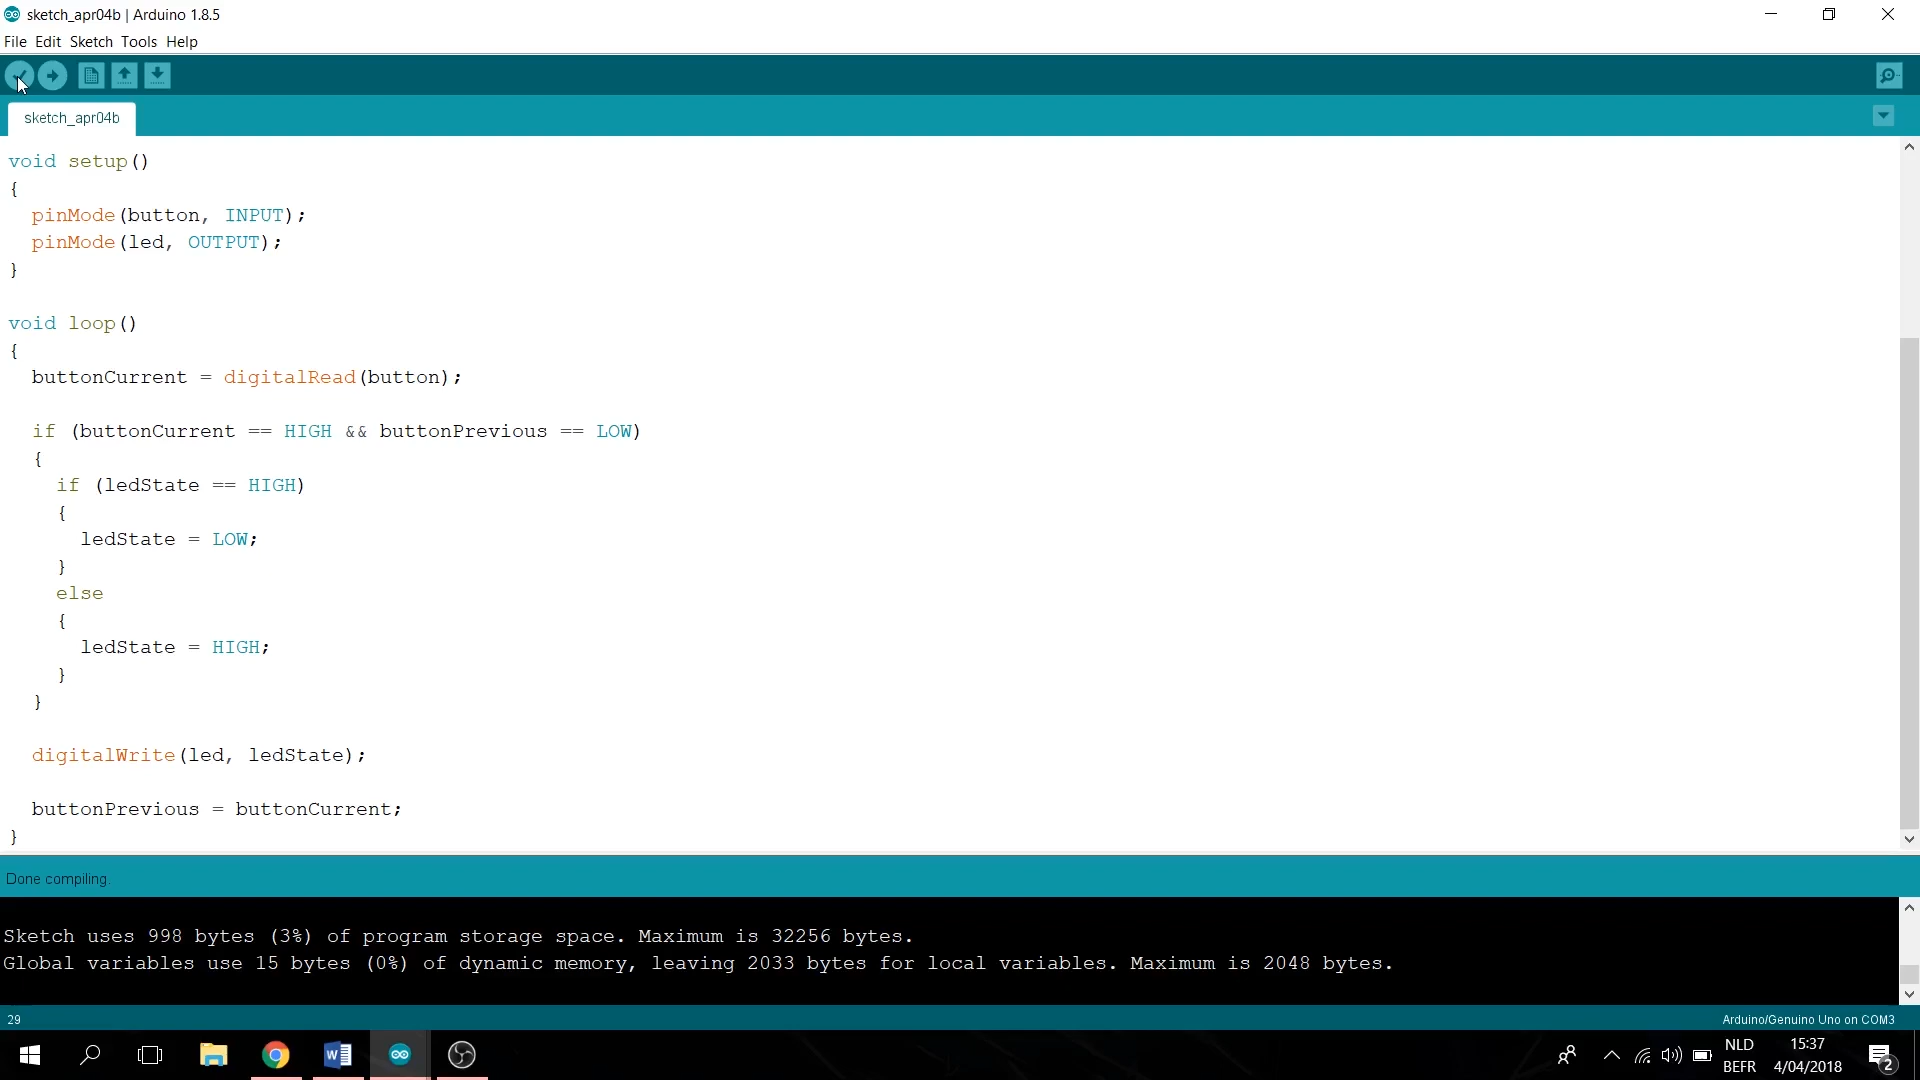 sketch_apr04b | Arduino 1.8.5
File Edit Sketch Tools Help
sketch_apr04b
void setup()
{
  pinMode(button, INPUT);
  pinMode(led, OUTPUT);
}
void loop()
{
  buttonCurrent = digitalRead(button);
  if (buttonCurrent == HIGH && buttonPrevious == LOW)
  {
    if (ledState == HIGH)
    {
      ledState = LOW;
    }
    else
    {
      ledState = HIGH;
    }
  }
  digitalWrite(led, ledState);
  buttonPrevious = buttonCurrent;
}
Done compiling.
Sketch uses 998 bytes (3%) of program storage space. Maximum is 32256 bytes.
Global variables use 15 bytes (0%) of dynamic memory, leaving 2033 bytes for local variables. Maximum is 2048 bytes.
29
Arduino/Genuino Uno on COM3
NLD 15:37
BEFR 4/04/2018
2